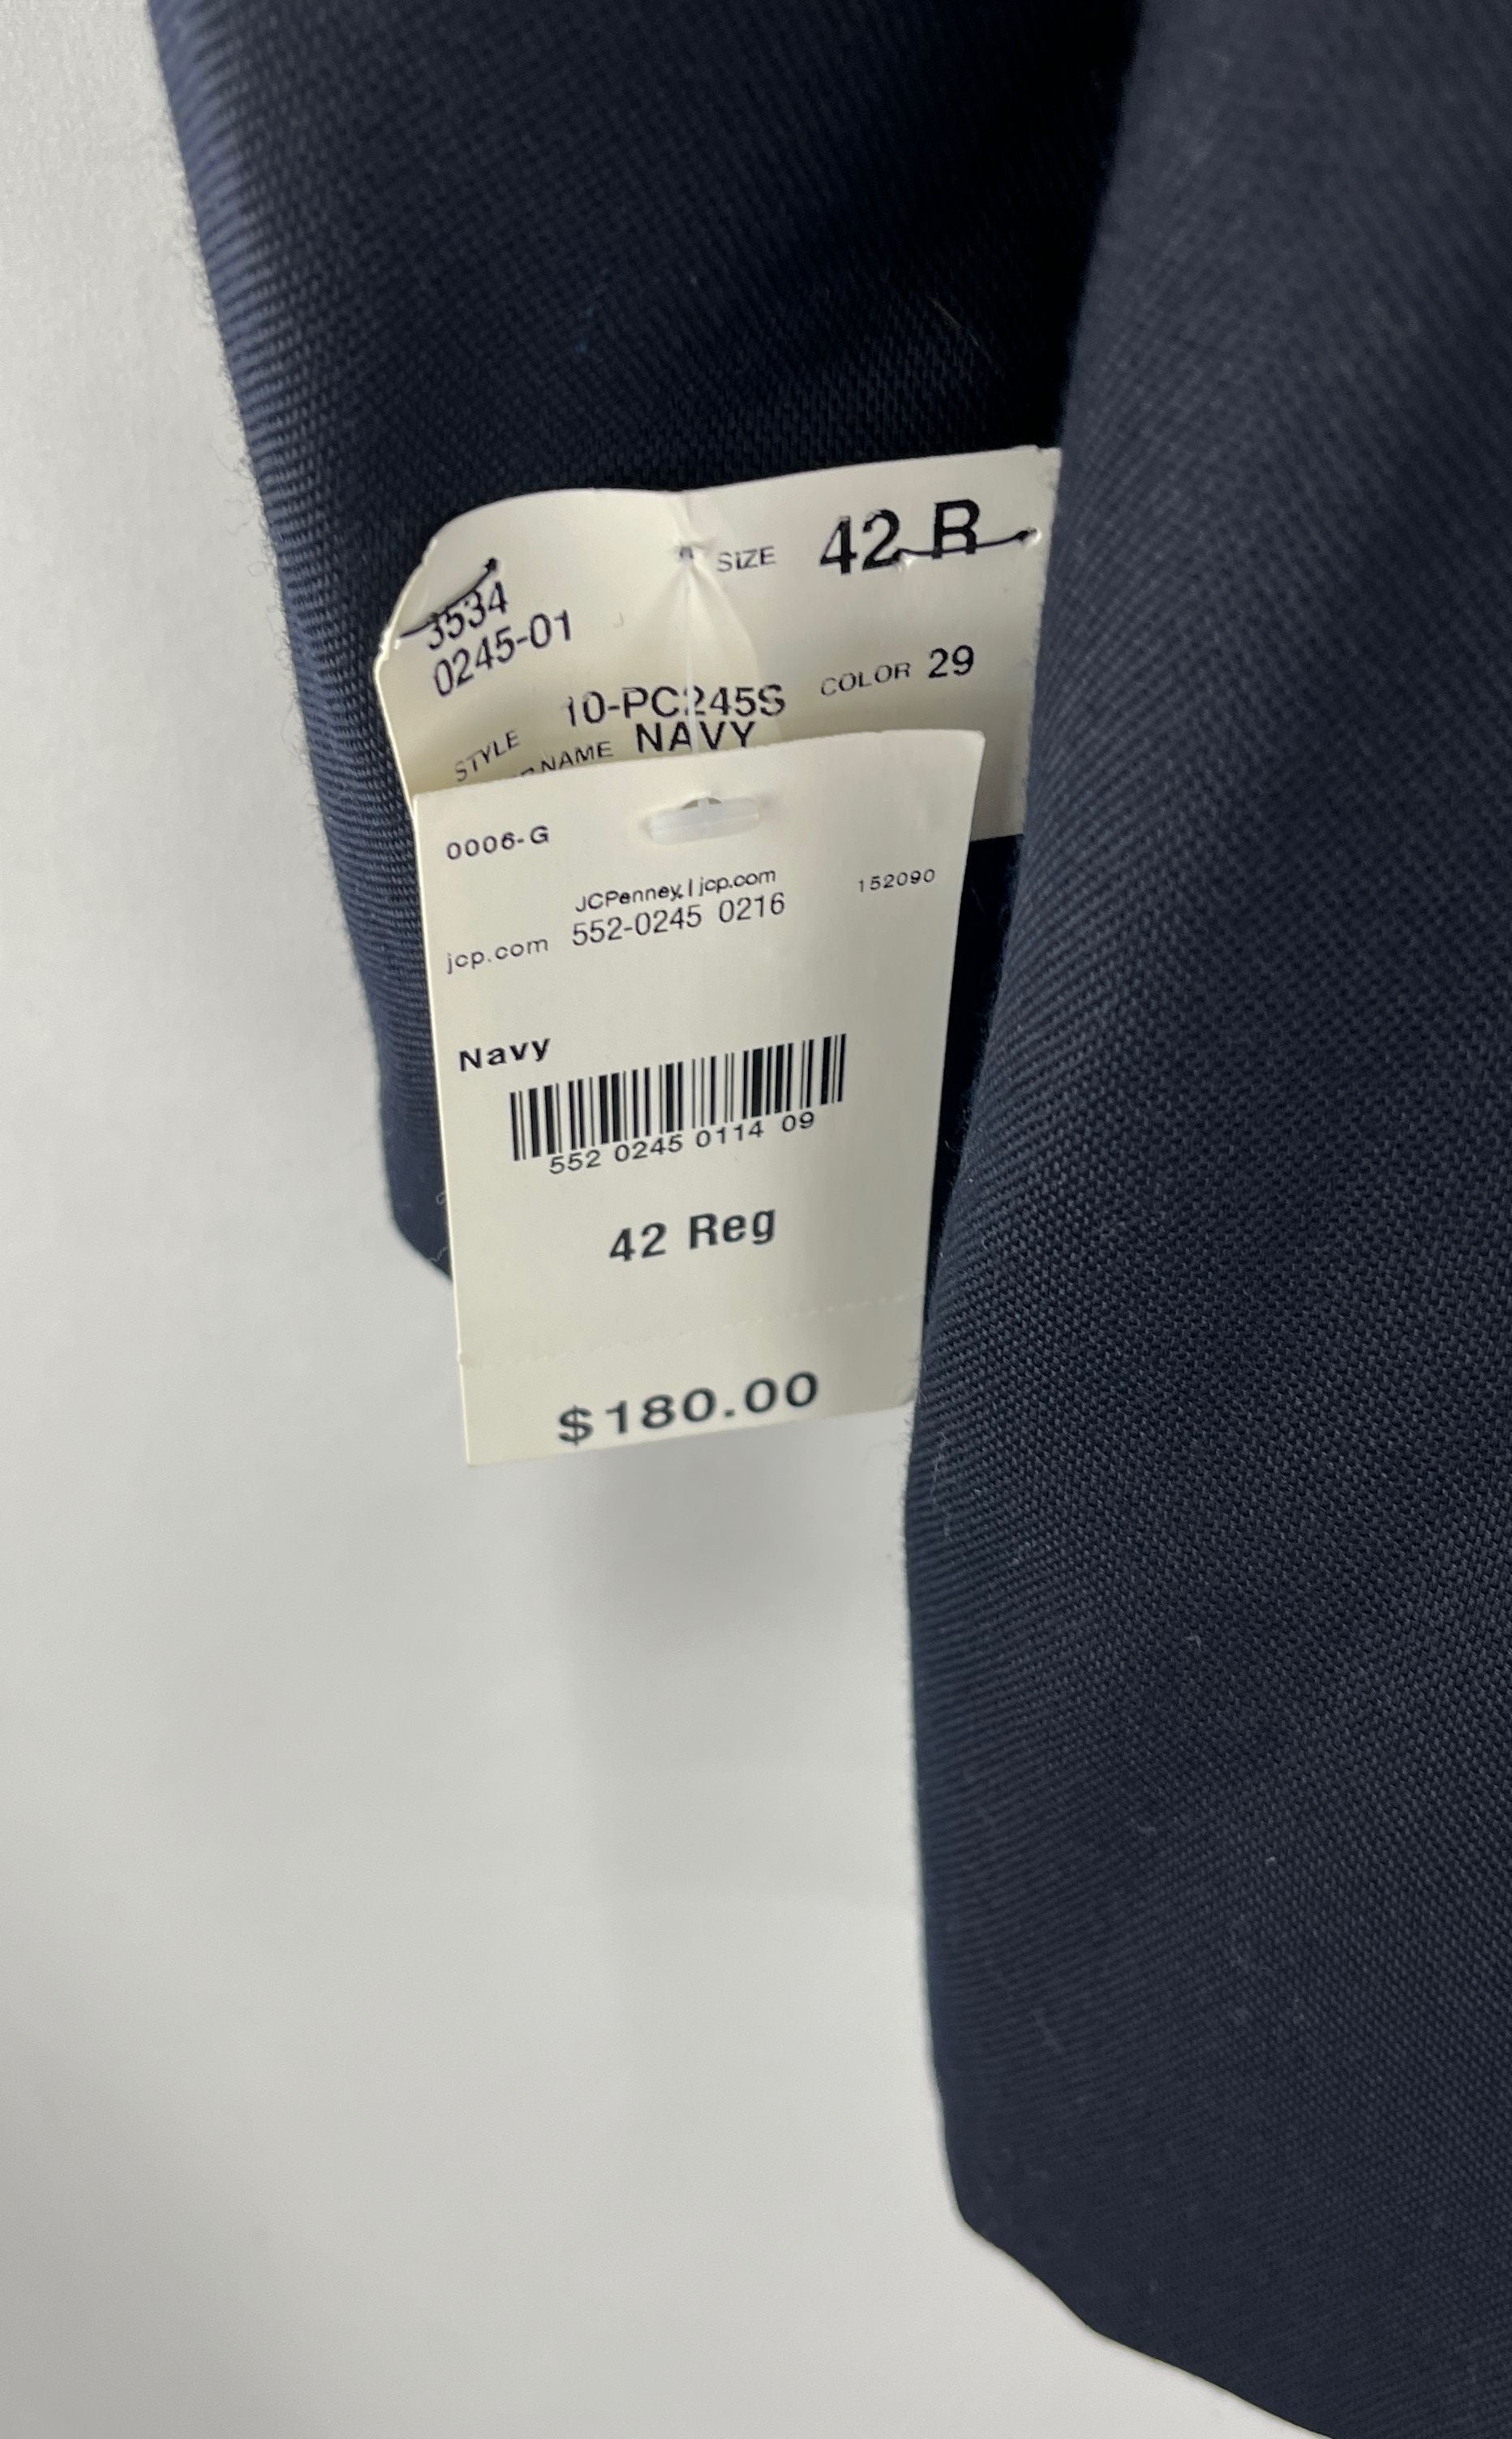 SIZE 42 R
3534
0245-01
STYLE 10-PC245S COLOR 29
NAME NAVY
0006-G
JCPenney | jcp.com 152090
jcp.com 552-0245 0216
Navy
552 0245 0114 09
42 Reg
$180.00